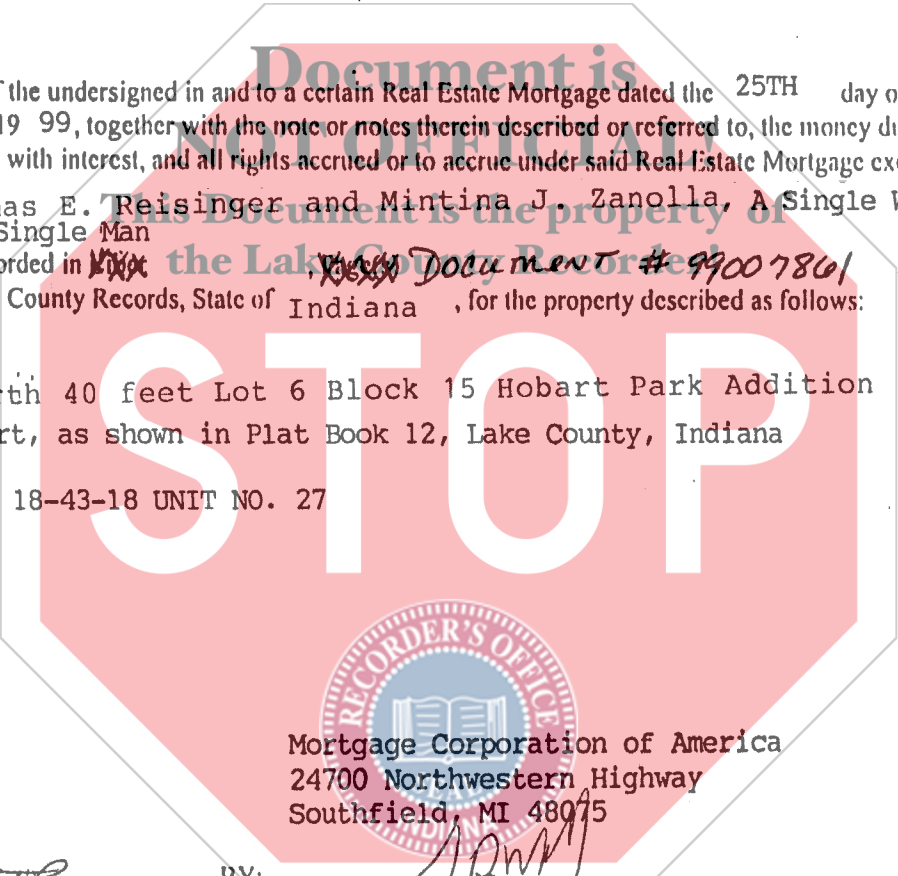 Document is
the undersigned in and to a certain Real Estate Mortgage dated the 25TH day o
19 99, together with the note or notes therein described or referred to, the money du
NOT OFFICIAL!
with interest, and all rights accrued or to accrue under said Real Estate Mortgage exe
as E. Reisinger and Mintina J. Zanolla, A Single W
This Document is the property of
Single Man
orded in , Document # 99007861
the Lake County Recorder!
County Records, State of Indiana , for the property described as follows:
rth 40 feet Lot 6 Block 15 Hobart Park Addition
rt, as shown in Plat Book 12, Lake County, Indiana
STOP
18-43-18 UNIT NO. 27
RECORDER'S OFFICE
Mortgage Corporation of America
24700 Northwestern Highway
SEAL
Southfield, MI 48075
INDIANA
BY: